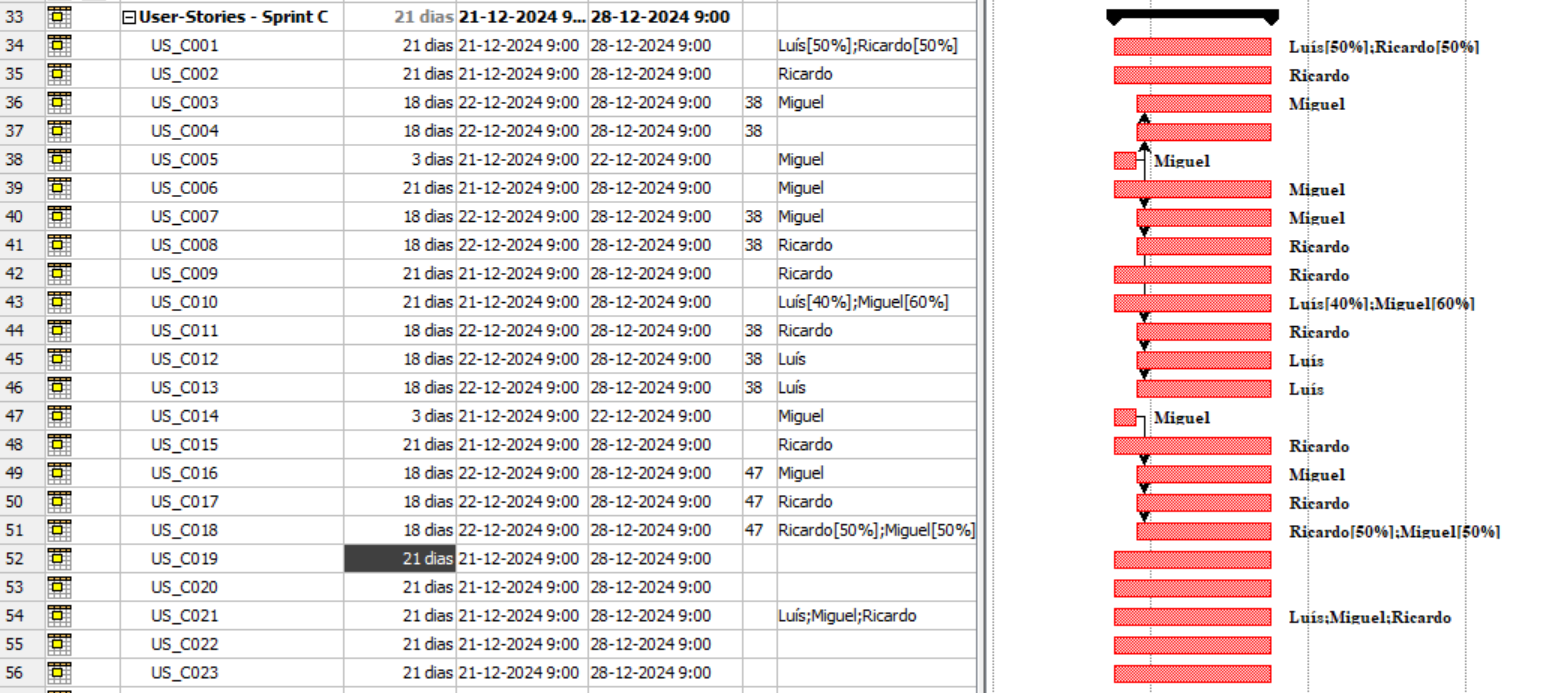 33 User-Stories - Sprint C 21 dias 21-12-2024 9... 28-12-2024 9:00
34 US_C001 21 dias 21-12-2024 9:00 28-12-2024 9:00 Luís[50%];Ricardo[50%] Luís[50%];Ricardo[50%]
35 US_C002 21 dias 21-12-2024 9:00 28-12-2024 9:00 Ricardo Ricardo
36 US_C003 18 dias 22-12-2024 9:00 28-12-2024 9:00 38 Miguel Miguel
37 US_C004 18 dias 22-12-2024 9:00 28-12-2024 9:00 38
38 US_C005 3 dias 21-12-2024 9:00 22-12-2024 9:00 Miguel Miguel
39 US_C006 21 dias 21-12-2024 9:00 28-12-2024 9:00 Miguel Miguel
40 US_C007 18 dias 22-12-2024 9:00 28-12-2024 9:00 38 Miguel Miguel
41 US_C008 18 dias 22-12-2024 9:00 28-12-2024 9:00 38 Ricardo Ricardo
42 US_C009 21 dias 21-12-2024 9:00 28-12-2024 9:00 Ricardo Ricardo
43 US_C010 21 dias 21-12-2024 9:00 28-12-2024 9:00 Luís[40%];Miguel[60%] Luís[40%];Miguel[60%]
44 US_C011 18 dias 22-12-2024 9:00 28-12-2024 9:00 38 Ricardo Ricardo
45 US_C012 18 dias 22-12-2024 9:00 28-12-2024 9:00 38 Luís Luís
46 US_C013 18 dias 22-12-2024 9:00 28-12-2024 9:00 38 Luís Luís
47 US_C014 3 dias 21-12-2024 9:00 22-12-2024 9:00 Miguel Miguel
48 US_C015 21 dias 21-12-2024 9:00 28-12-2024 9:00 Ricardo Ricardo
49 US_C016 18 dias 22-12-2024 9:00 28-12-2024 9:00 47 Miguel Miguel
50 US_C017 18 dias 22-12-2024 9:00 28-12-2024 9:00 47 Ricardo Ricardo
51 US_C018 18 dias 22-12-2024 9:00 28-12-2024 9:00 47 Ricardo[50%];Miguel[50%] Ricardo[50%];Miguel[50%]
52 US_C019 21 dias 21-12-2024 9:00 28-12-2024 9:00
53 US_C020 21 dias 21-12-2024 9:00 28-12-2024 9:00
54 US_C021 21 dias 21-12-2024 9:00 28-12-2024 9:00 Luís;Miguel;Ricardo Luís;Miguel;Ricardo
55 US_C022 21 dias 21-12-2024 9:00 28-12-2024 9:00
56 US_C023 21 dias 21-12-2024 9:00 28-12-2024 9:00